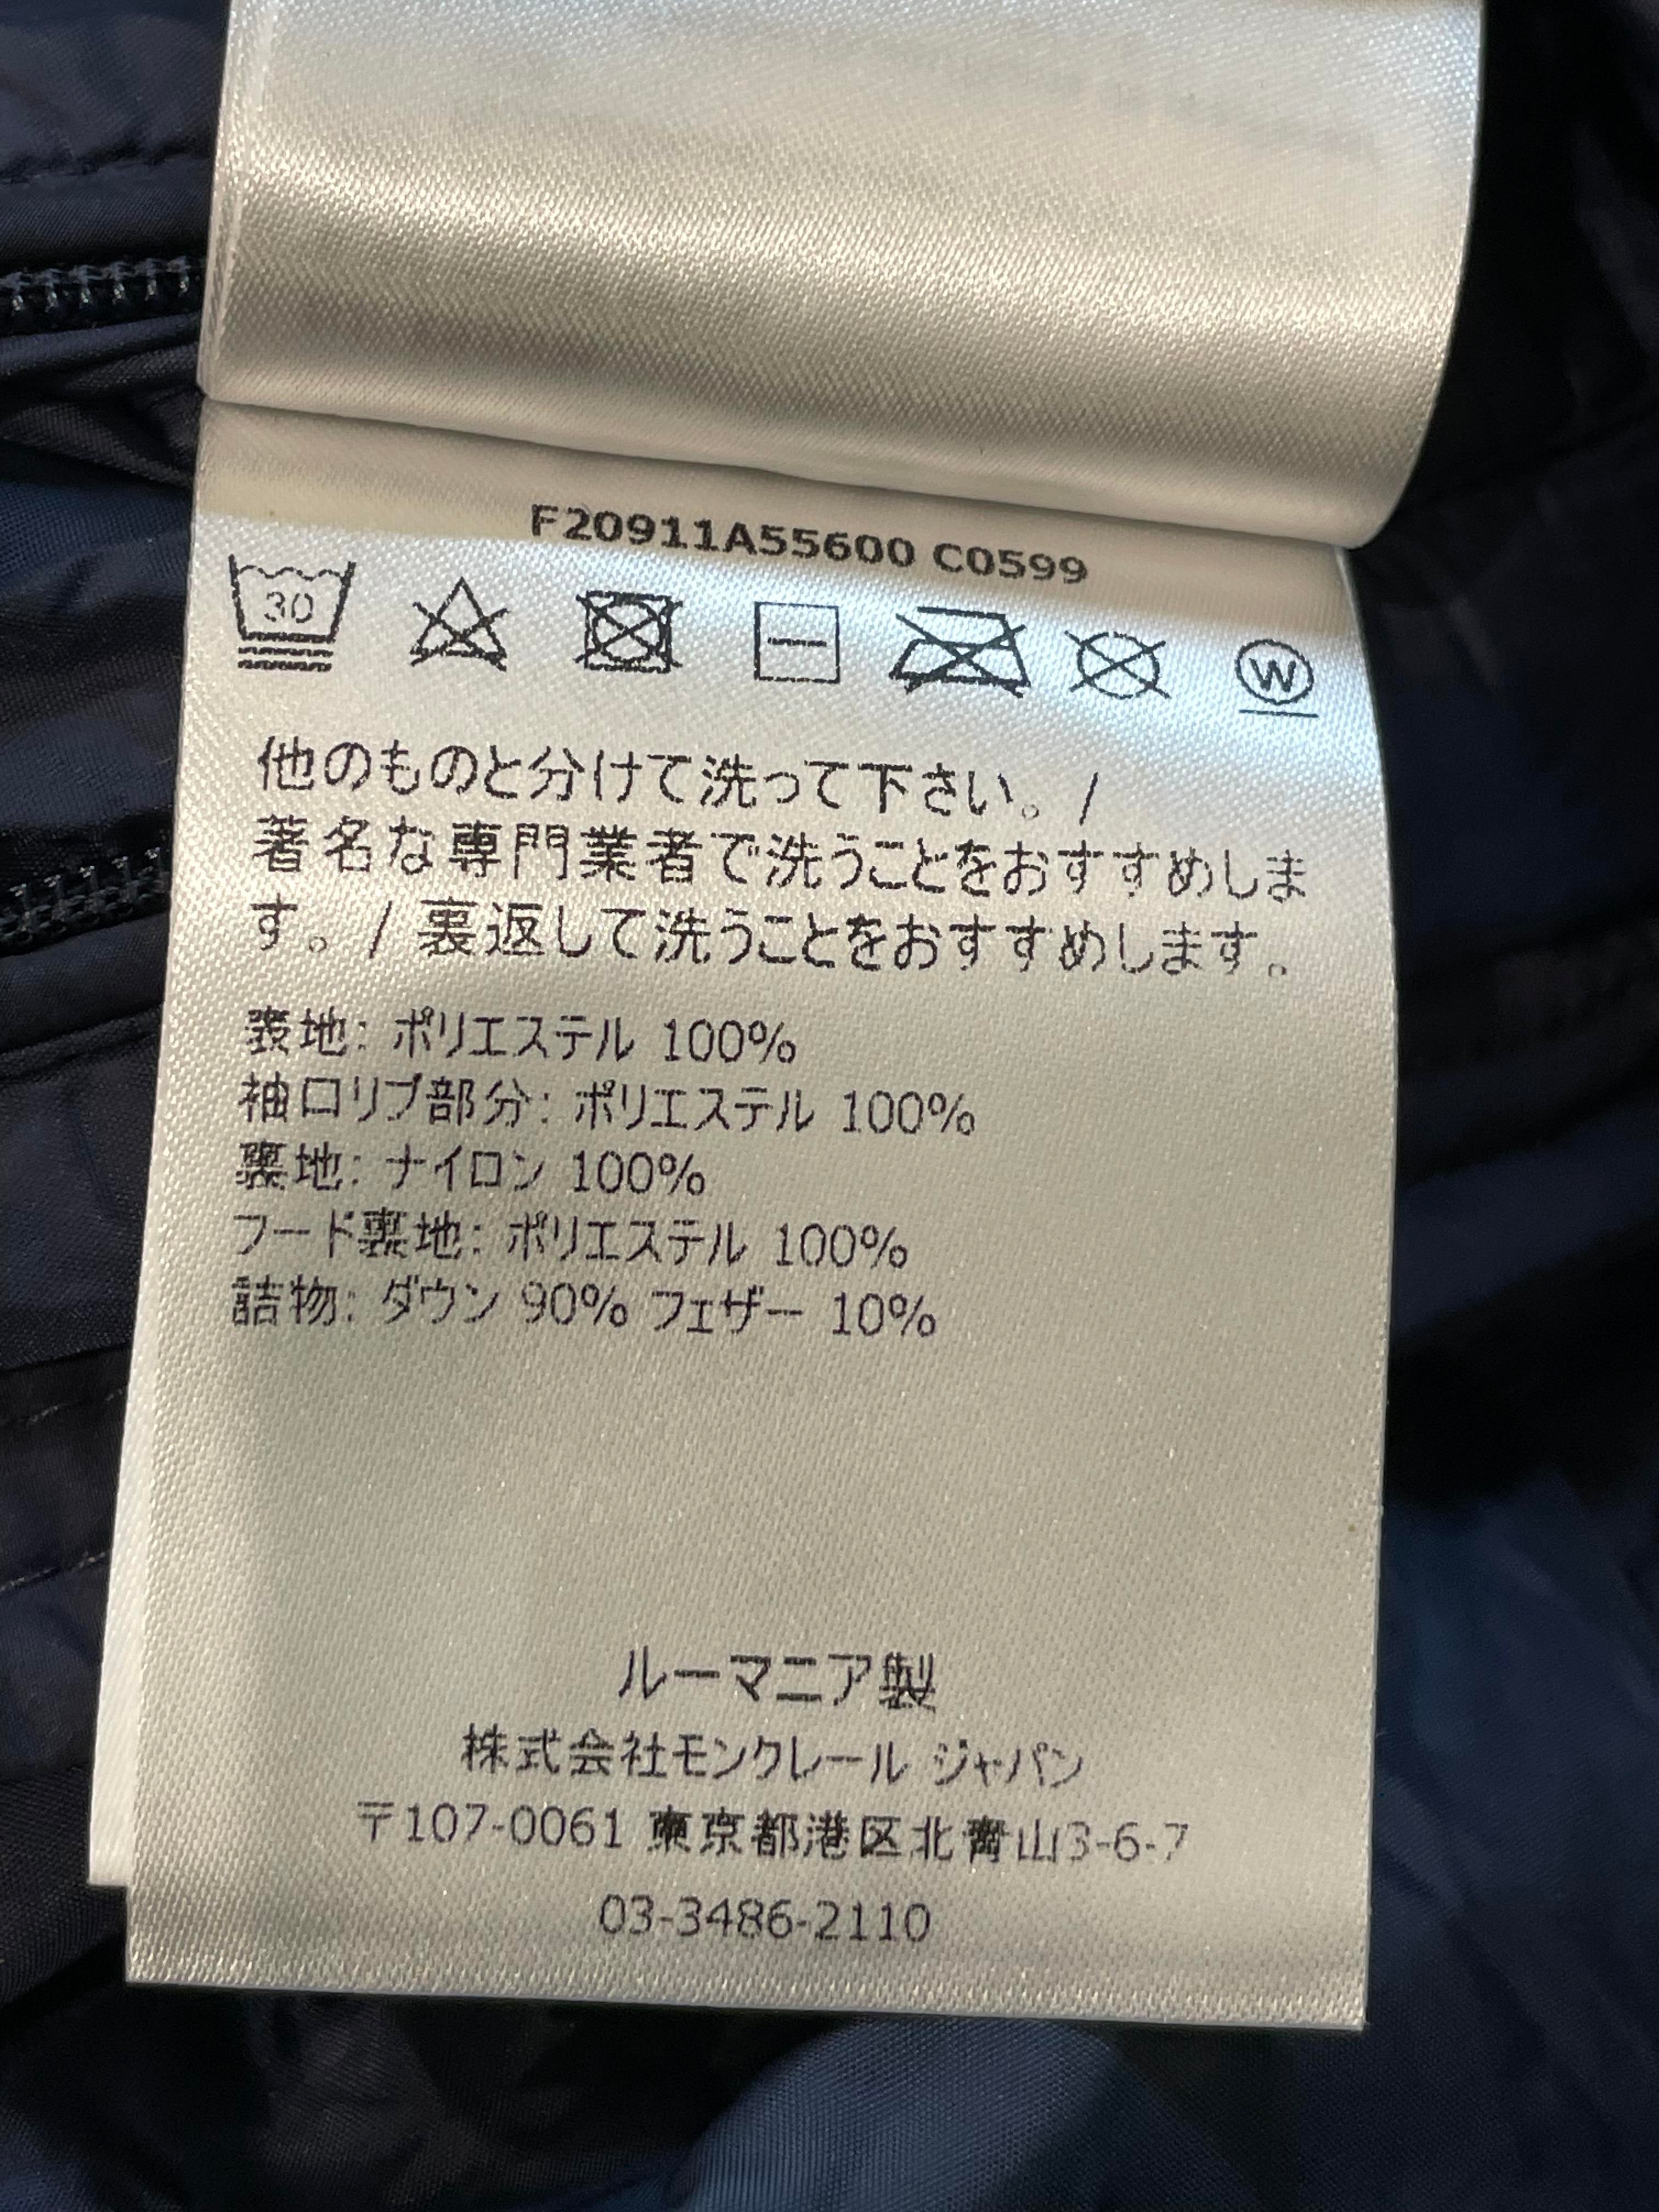 F20911A55600 C0599
30
W
他のものと分けて洗って下さい。/
著名な専門業者で洗うことをおすすめしま
す。/ 裏返して洗うことをおすすめします。
表地: ポリエステル 100%
袖口リブ部分: ポリエステル 100%
裏地: ナイロン 100%
フード裏地: ポリエステル 100%
詰物: ダウン 90% フェザー 10%
ルーマニア製
株式会社モンクレール ジャパン
〒107-0061 東京都港区北青山3-6-7
03-3486-2110